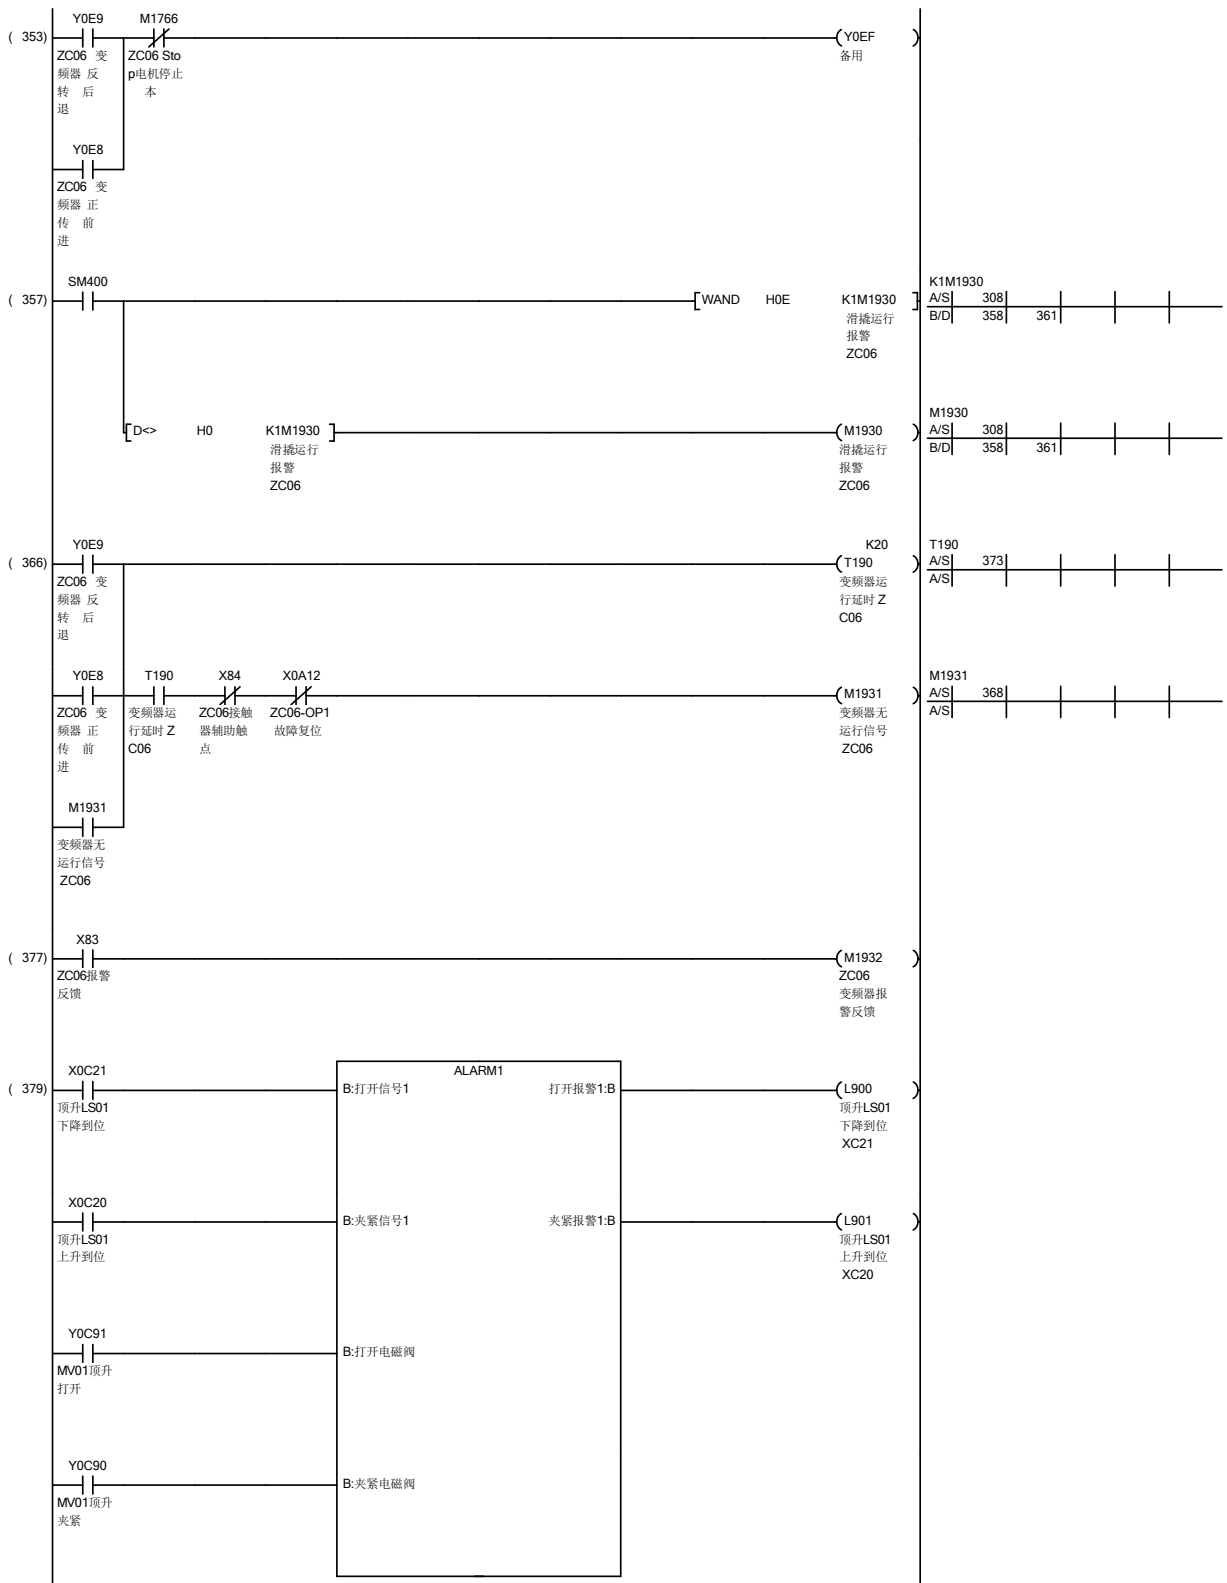 Y0E9 M1766
( 353) (Y0EF )
ZC06 变 ZC06 Sto 备用
频器 反 p电机停止
转 后 本
退
Y0E8
ZC06 变
频器 正
传 前
进
SM400 K1M1930
( 357) [WAND H0E K1M1930 ] A/S 308
滑撬运行 B/D 358 361
报警
ZC06
M1930
[D<> H0 K1M1930 ] (M1930 ) A/S 308
滑撬运行 滑撬运行 B/D 358 361
报警 报警
ZC06 ZC06
Y0E9 K20 T190
( 366) (T190 ) A/S 373
ZC06 变 变频器运 A/S
频器 反 行延时 Z
转 后 C06
退
Y0E8 T190 X84 X0A12 M1931
(M1931 ) A/S 368
ZC06 变 变频器运 ZC06接触 ZC06-OP1 变频器无 A/S
频器 正 行延时 Z 器辅助触 故障复位 运行信号
传 前 C06 点 ZC06
进
M1931
变频器无
运行信号
ZC06
X83
( 377) (M1932 )
ZC06报警 ZC06
反馈 变频器报
警反馈
X0C21 ALARM1
( 379) B:打开信号1 打开报警1:B (L900 )
顶升LS01 顶升LS01
下降到位 下降到位
XC21
X0C20
B:夹紧信号1 夹紧报警1:B (L901 )
顶升LS01 顶升LS01
上升到位 上升到位
XC20
Y0C91
B:打开电磁阀
MV01顶升
打开
Y0C90
B:夹紧电磁阀
MV01顶升
夹紧